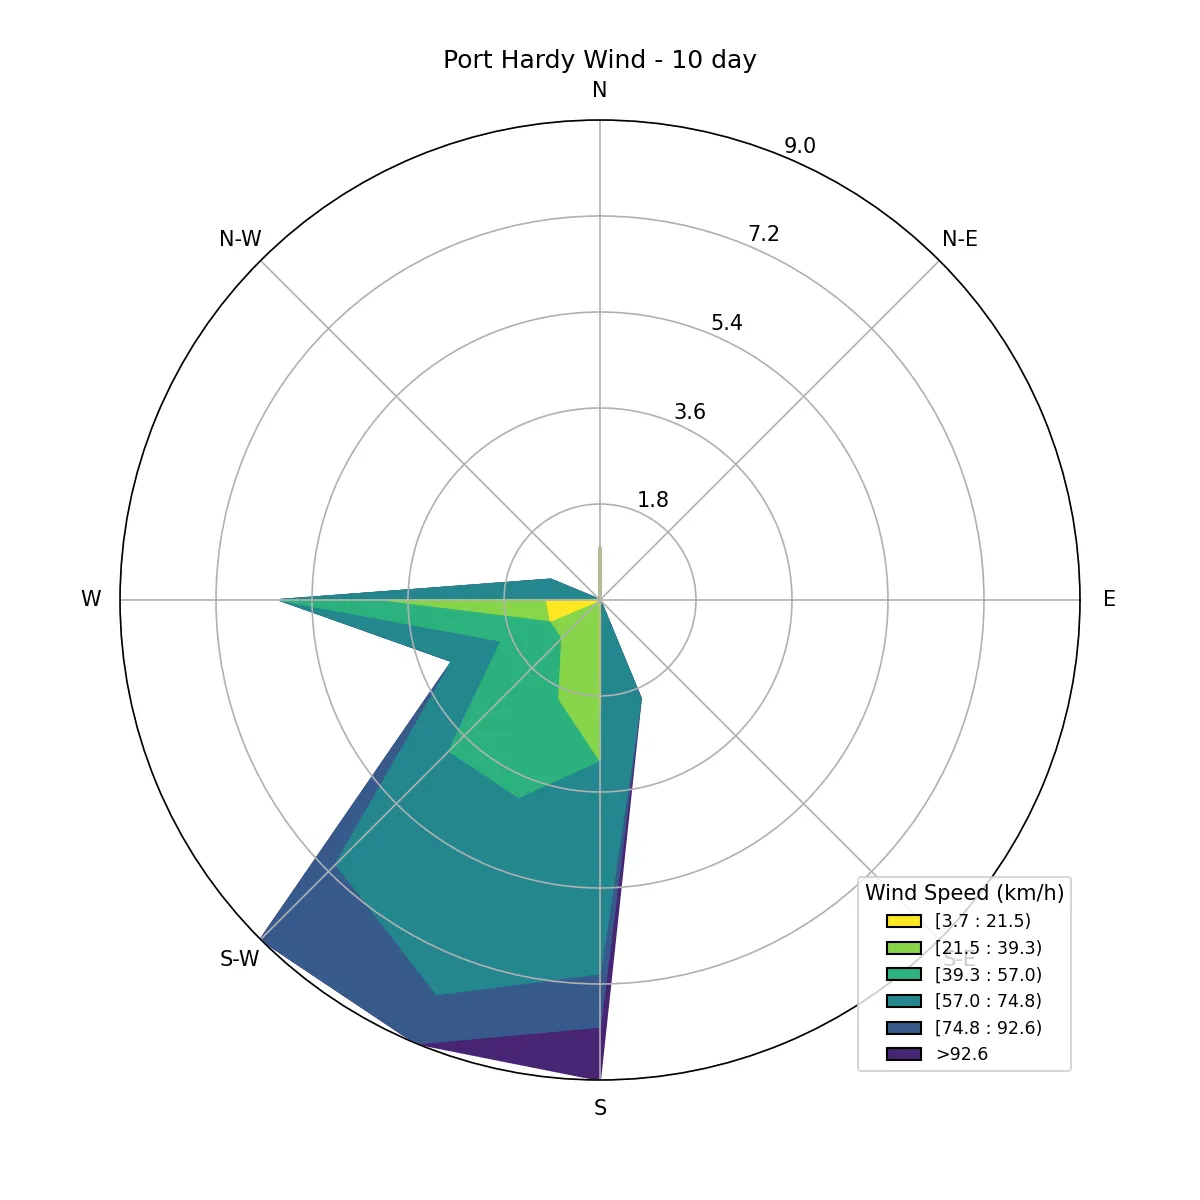 Port Hardy Wind - 10 day
N
9.0
N-W
N-E
7.2
5.4
3.6
1.8
W
E
S-W
S-E
S
Wind Speed (km/h)
[3.7 : 21.5)
[21.5 : 39.3)
[39.3 : 57.0)
[57.0 : 74.8)
[74.8 : 92.6)
>92.6